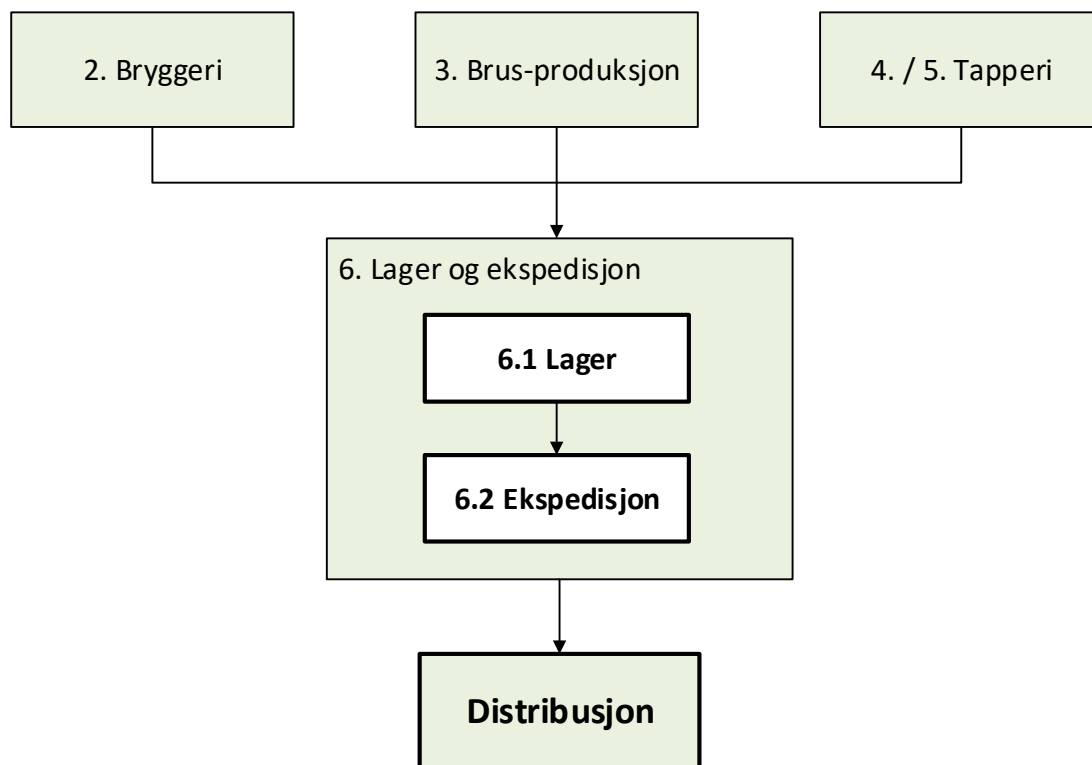 2. Bryggeri
3. Brus-produksjon
4. / 5. Tapperi
6. Lager og ekspedisjon
6.1 Lager
6.2 Ekspedisjon
Distribusjon